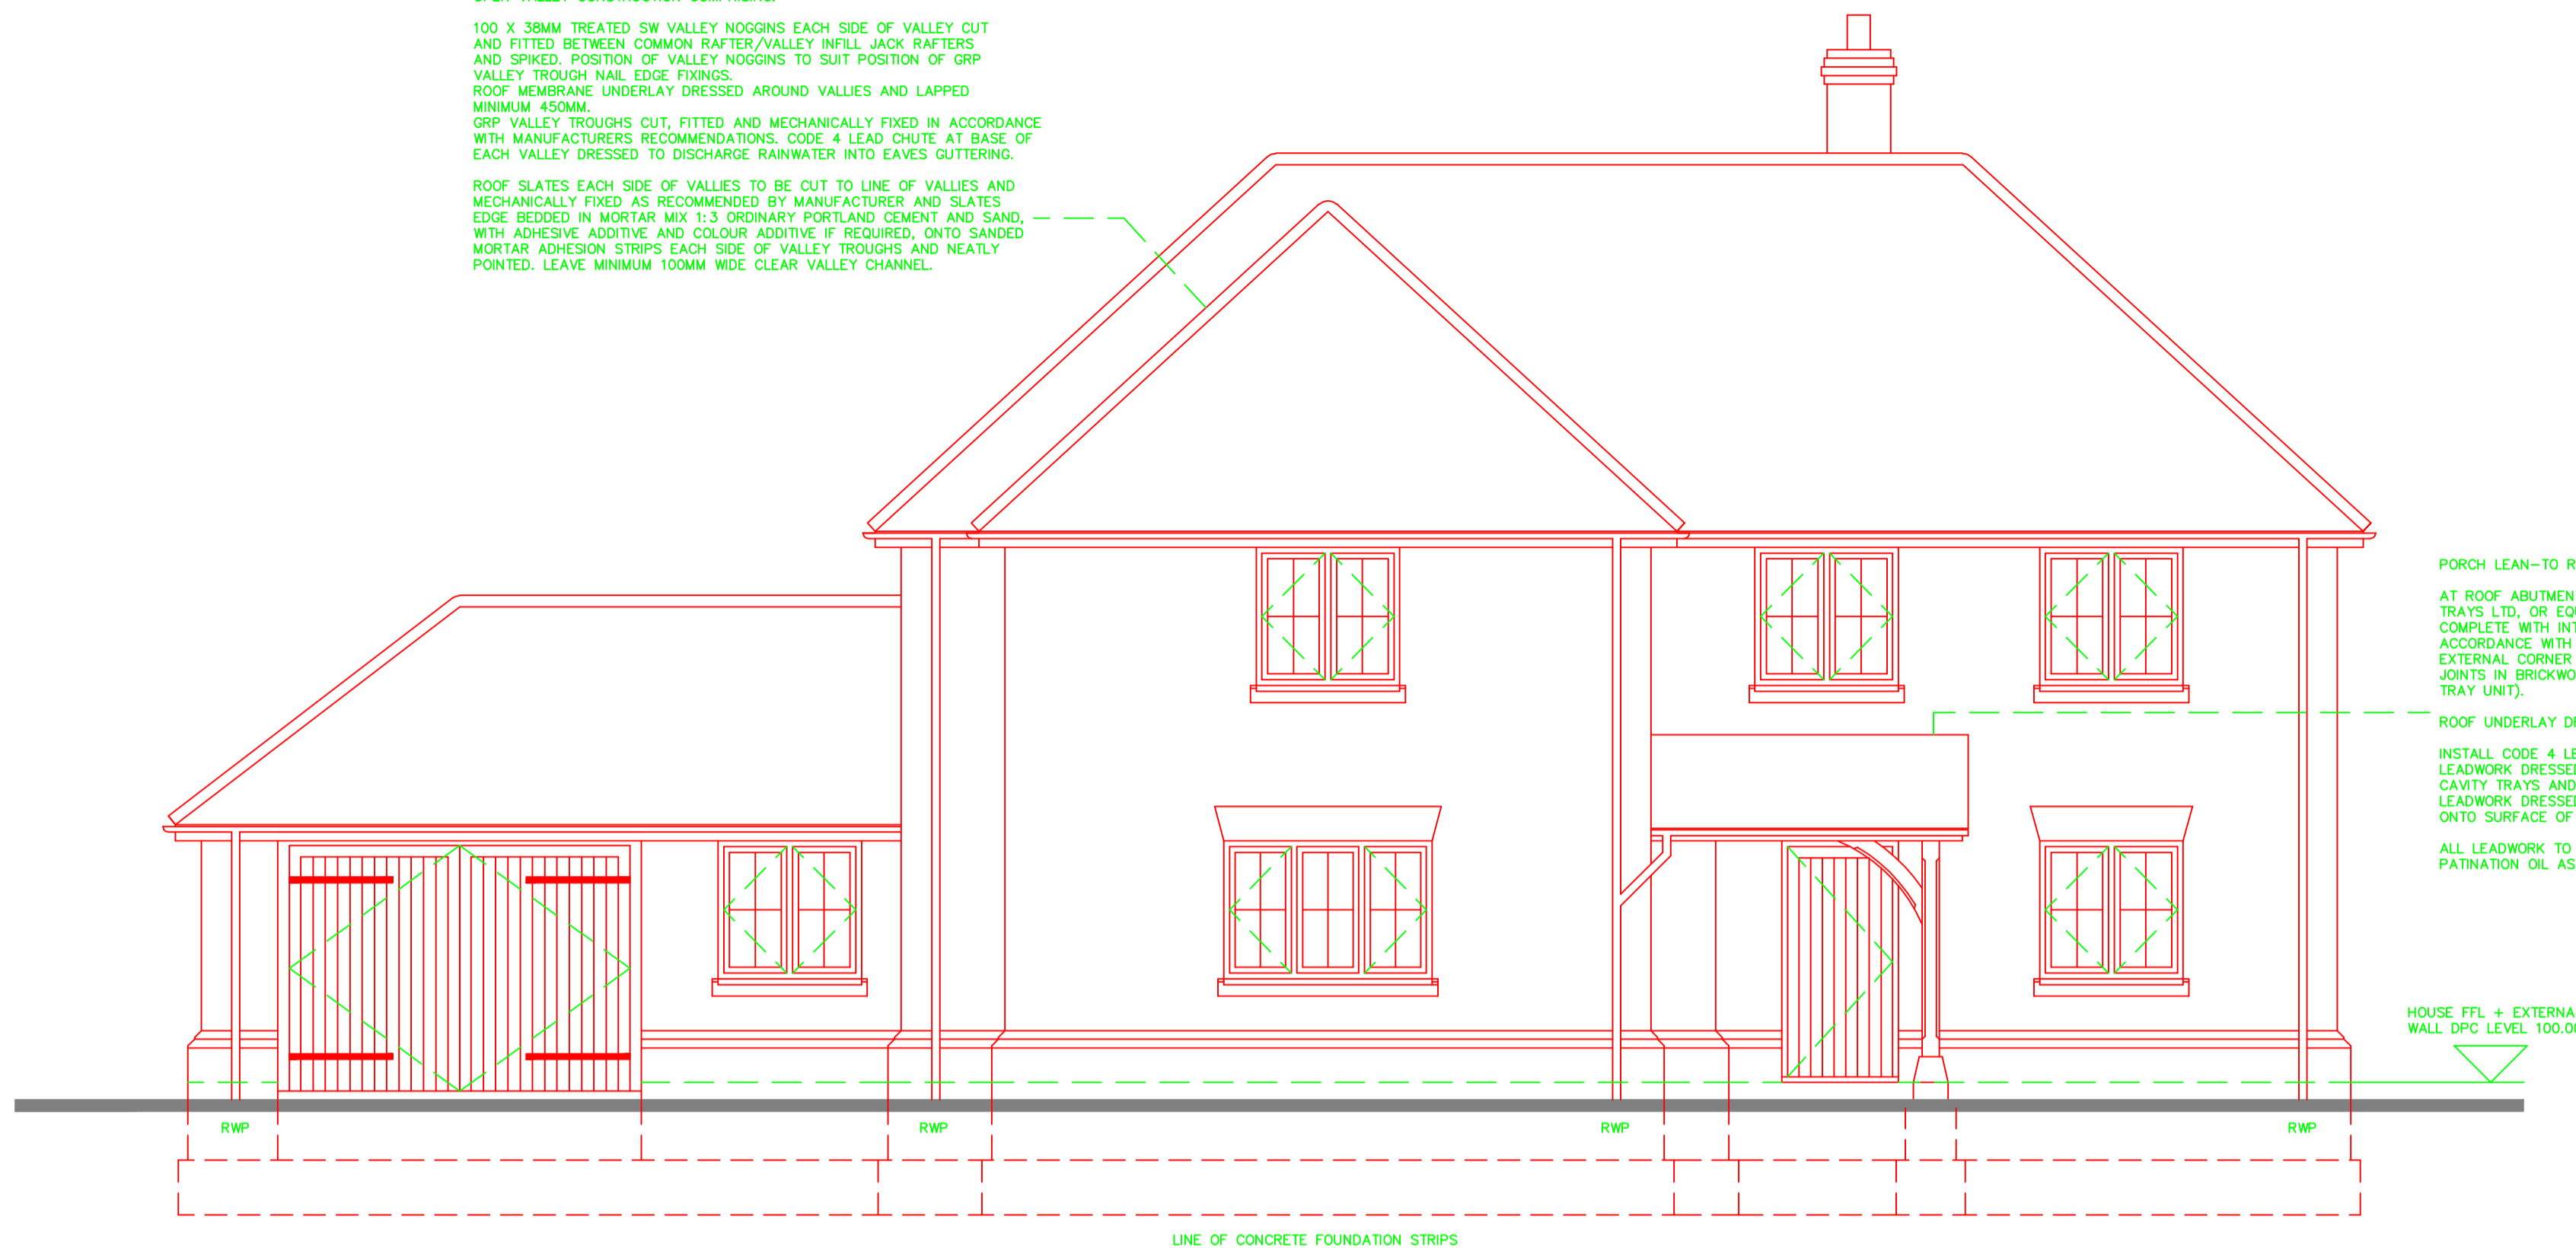 100 X 38MM TREATED SW VALLEY NOGGINS EACH SIDE OF VALLEY CUT
AND FITTED BETWEEN COMMON RAFTER/VALLEY INFILL JACK RAFTERS
AND SPIKED. POSITION OF VALLEY NOGGINS TO SUIT POSITION OF GRP
VALLEY TROUGH NAIL EDGE FIXINGS.
ROOF MEMBRANE UNDERLAY DRESSED AROUND VALLIES AND LAPPED
MINIMUM 450MM.
GRP VALLEY TROUGHS CUT, FITTED AND MECHANICALLY FIXED IN ACCORDANCE
WITH MANUFACTURERS RECOMMENDATIONS. CODE 4 LEAD CHUTE AT BASE OF
EACH VALLEY DRESSED TO DISCHARGE RAINWATER INTO EAVES GUTTERING.
ROOF SLATES EACH SIDE OF VALLIES TO BE CUT TO LINE OF VALLIES AND
MECHANICALLY FIXED AS RECOMMENDED BY MANUFACTURER AND SLATES
EDGE BEDDED IN MORTAR MIX 1:3 ORDINARY PORTLAND CEMENT AND SAND,
WITH ADHESIVE ADDITIVE AND COLOUR ADDITIVE IF REQUIRED, ONTO SANDED
MORTAR ADHESION STRIPS EACH SIDE OF VALLEY TROUGHS AND NEATLY
POINTED. LEAVE MINIMUM 100MM WIDE CLEAR VALLEY CHANNEL.
PORCH LEAN-TO R
AT ROOF ABUTMEN
TRAYS LTD, OR EQ
COMPLETE WITH INT
ACCORDANCE WITH
EXTERNAL CORNER
JOINTS IN BRICKWO
TRAY UNIT).
ROOF UNDERLAY D
INSTALL CODE 4 LE
LEADWORK DRESSE
CAVITY TRAYS AND
LEADWORK DRESSE
ONTO SURFACE OF
ALL LEADWORK TO
PATINATION OIL AS
HOUSE FFL + EXTERNA
WALL DPC LEVEL 100.0
RWP
RWP
RWP
RWP
LINE OF CONCRETE FOUNDATION STRIPS